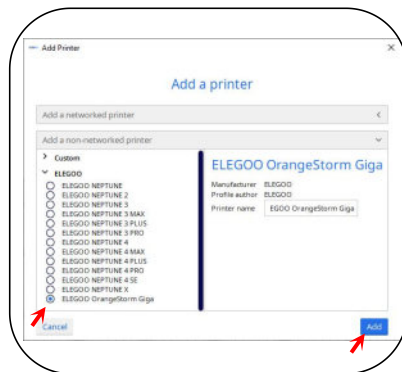 Add Printer
Add a printer
Add a networked printer
Add a non-networked printer
Custom
ELEGOO
ELEGOO NEPTUNE
ELEGOO NEPTUNE 2
ELEGOO NEPTUNE 3
ELEGOO NEPTUNE 3 MAX
ELEGOO NEPTUNE 3 PLUS
ELEGOO NEPTUNE 3 PRO
ELEGOO NEPTUNE 4
ELEGOO NEPTUNE 4 MAX
ELEGOO NEPTUNE 4 PLUS
ELEGOO NEPTUNE 4 PRO
ELEGOO NEPTUNE 4 SE
ELEGOO NEPTUNE X
ELEGOO OrangeStorm Giga
ELEGOO OrangeStorm Giga
Manufacturer ELEGOO
Profile author ELEGOO
Printer name EGOO OrangeStorm Giga
Cancel
Add